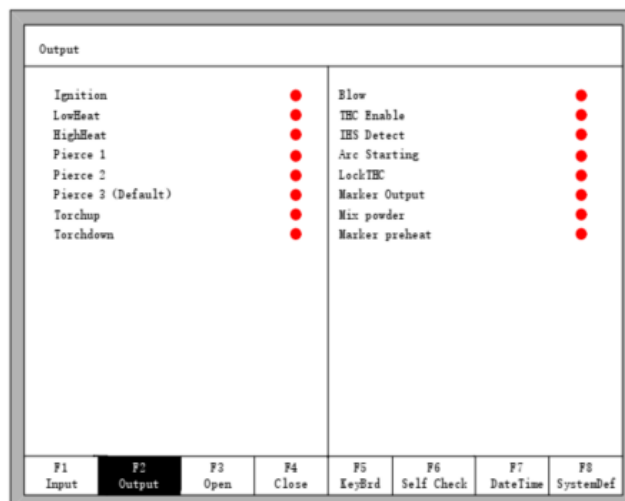 Output
Ignition
LowHeat
HighHeat
Pierce 1
Pierce 2
Pierce 3 (Default)
Torchup
Torchdown
Blow
THC Enable
IHS Detect
Arc Starting
LockTHC
Marker Output
Mix powder
Marker preheat
F1 F2 F3 F4 F5 F6 F7 F8
Input Output Open Close KeyBrd Self Check DateTime SystemDef